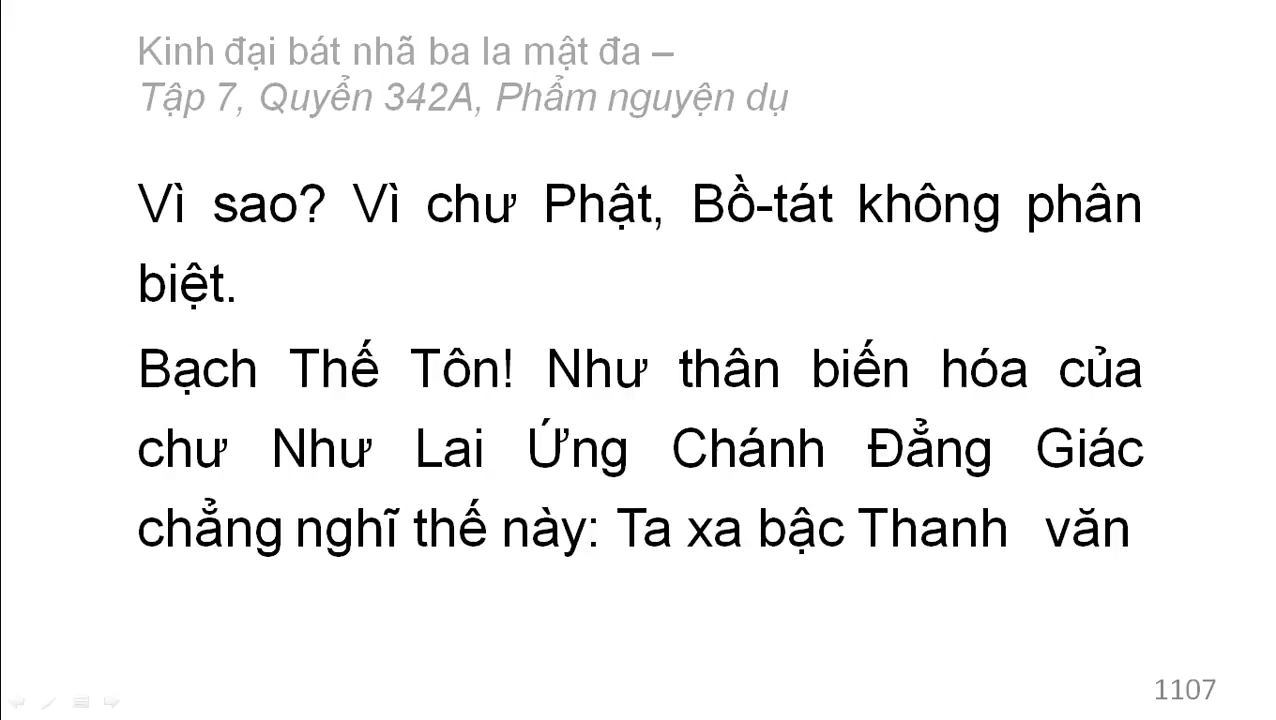 Kinh đại bát nhã ba la mật đa –
Tập 7, Quyển 342A, Phẩm nguyện dụ
Vì sao? Vì chư Phật, Bồ-tát không phân
biệt.
Bạch Thế Tôn! Như thân biến hóa của
chư Như Lai Ứng Chánh Đẳng Giác
chẳng nghĩ thế này: Ta xa bậc Thanh văn
1107